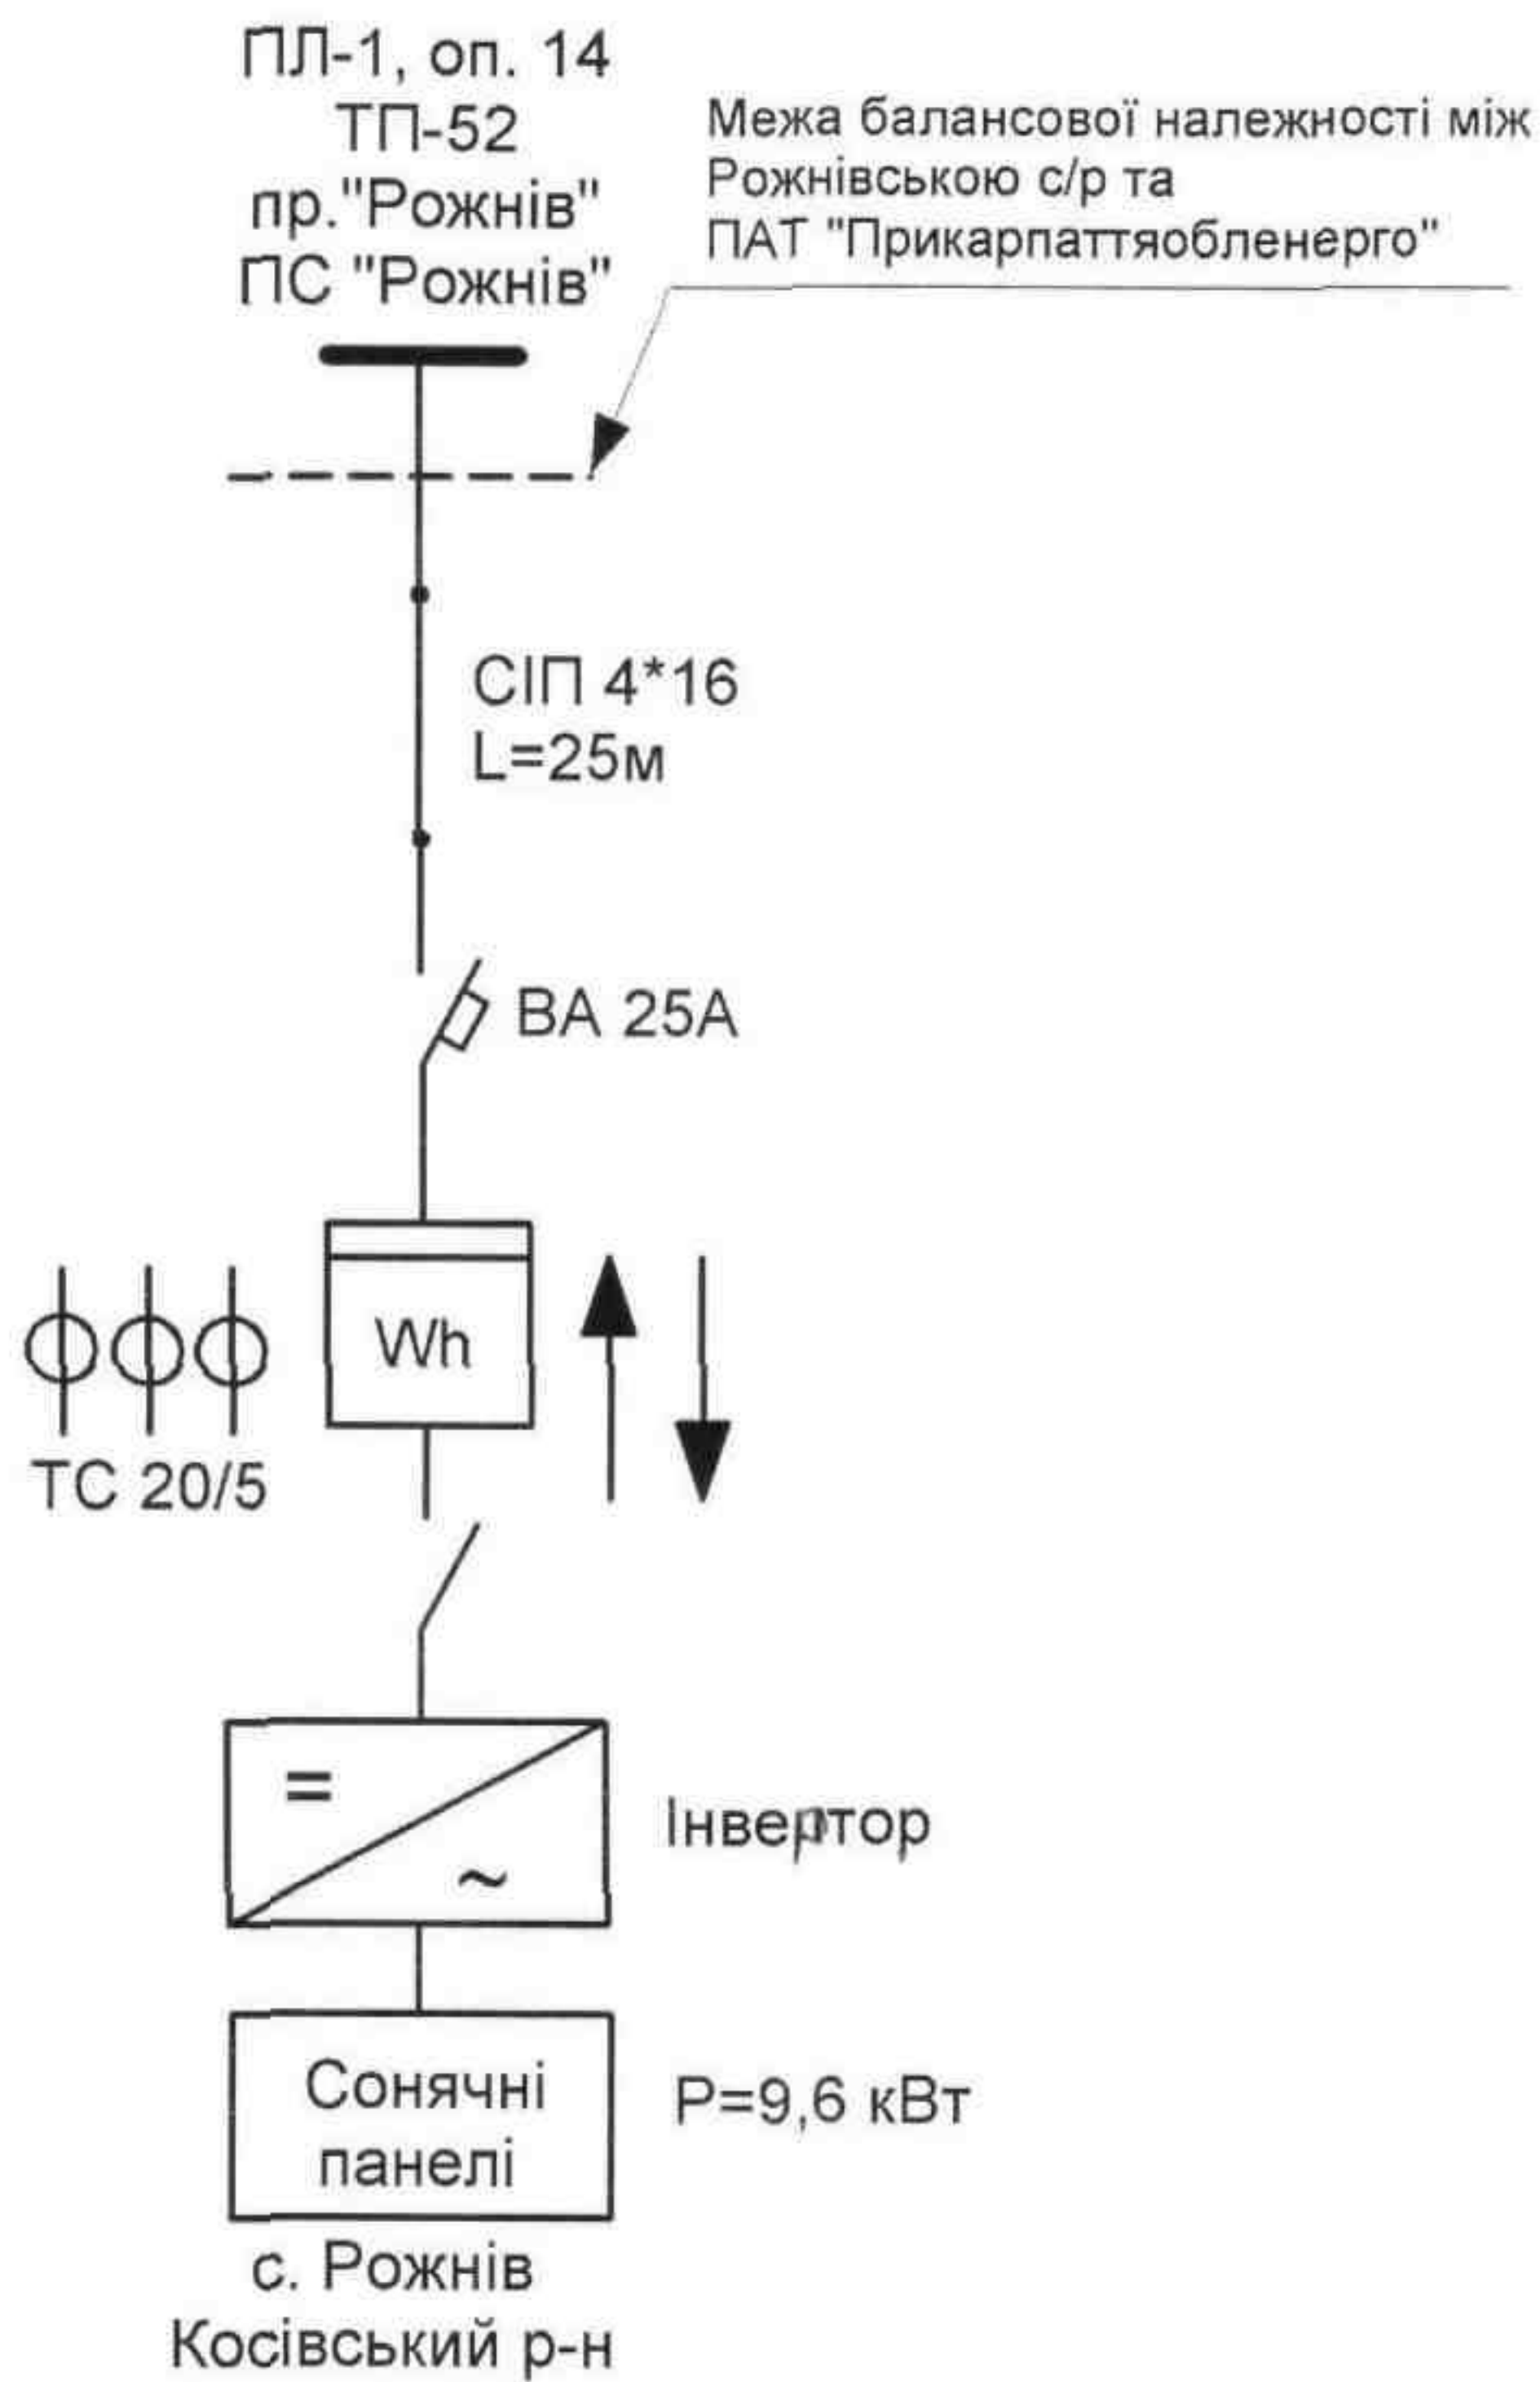 ПЛ-1, оп. 14
ТП-52
пр."Рожнів"
ПС "Рожнів"
Межа балансової належності між
Рожнівською с/р та
ПАТ "Прикарпаттяобленерго"
СІП 4*16
L=25м
ВА 25А
Wh
ТС 20/5
=
~
Інвертор
Сонячні
панелі
P=9,6 кВт
с. Рожнів
Косівський р-н